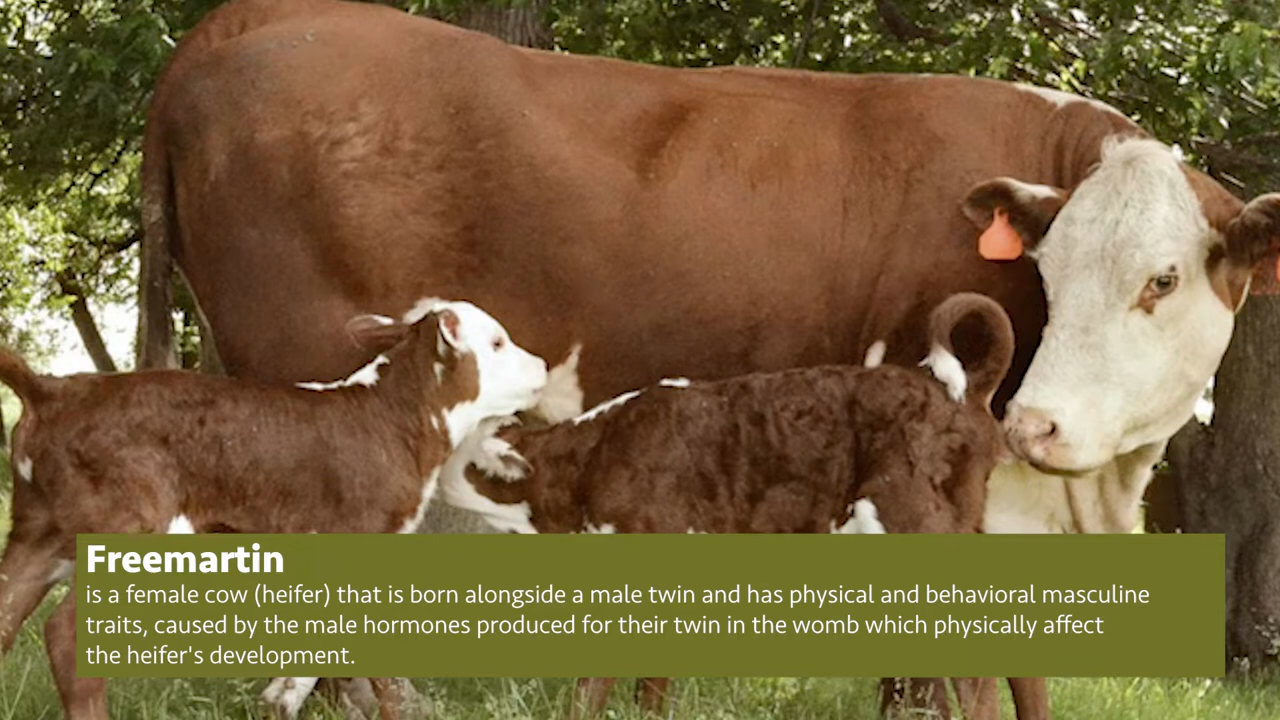 Freemartin
is a female cow (heifer) that is born alongside a male twin and has physical and behavioral masculine
traits, caused by the male hormones produced for their twin in the womb which physically affect
the heifer's development.